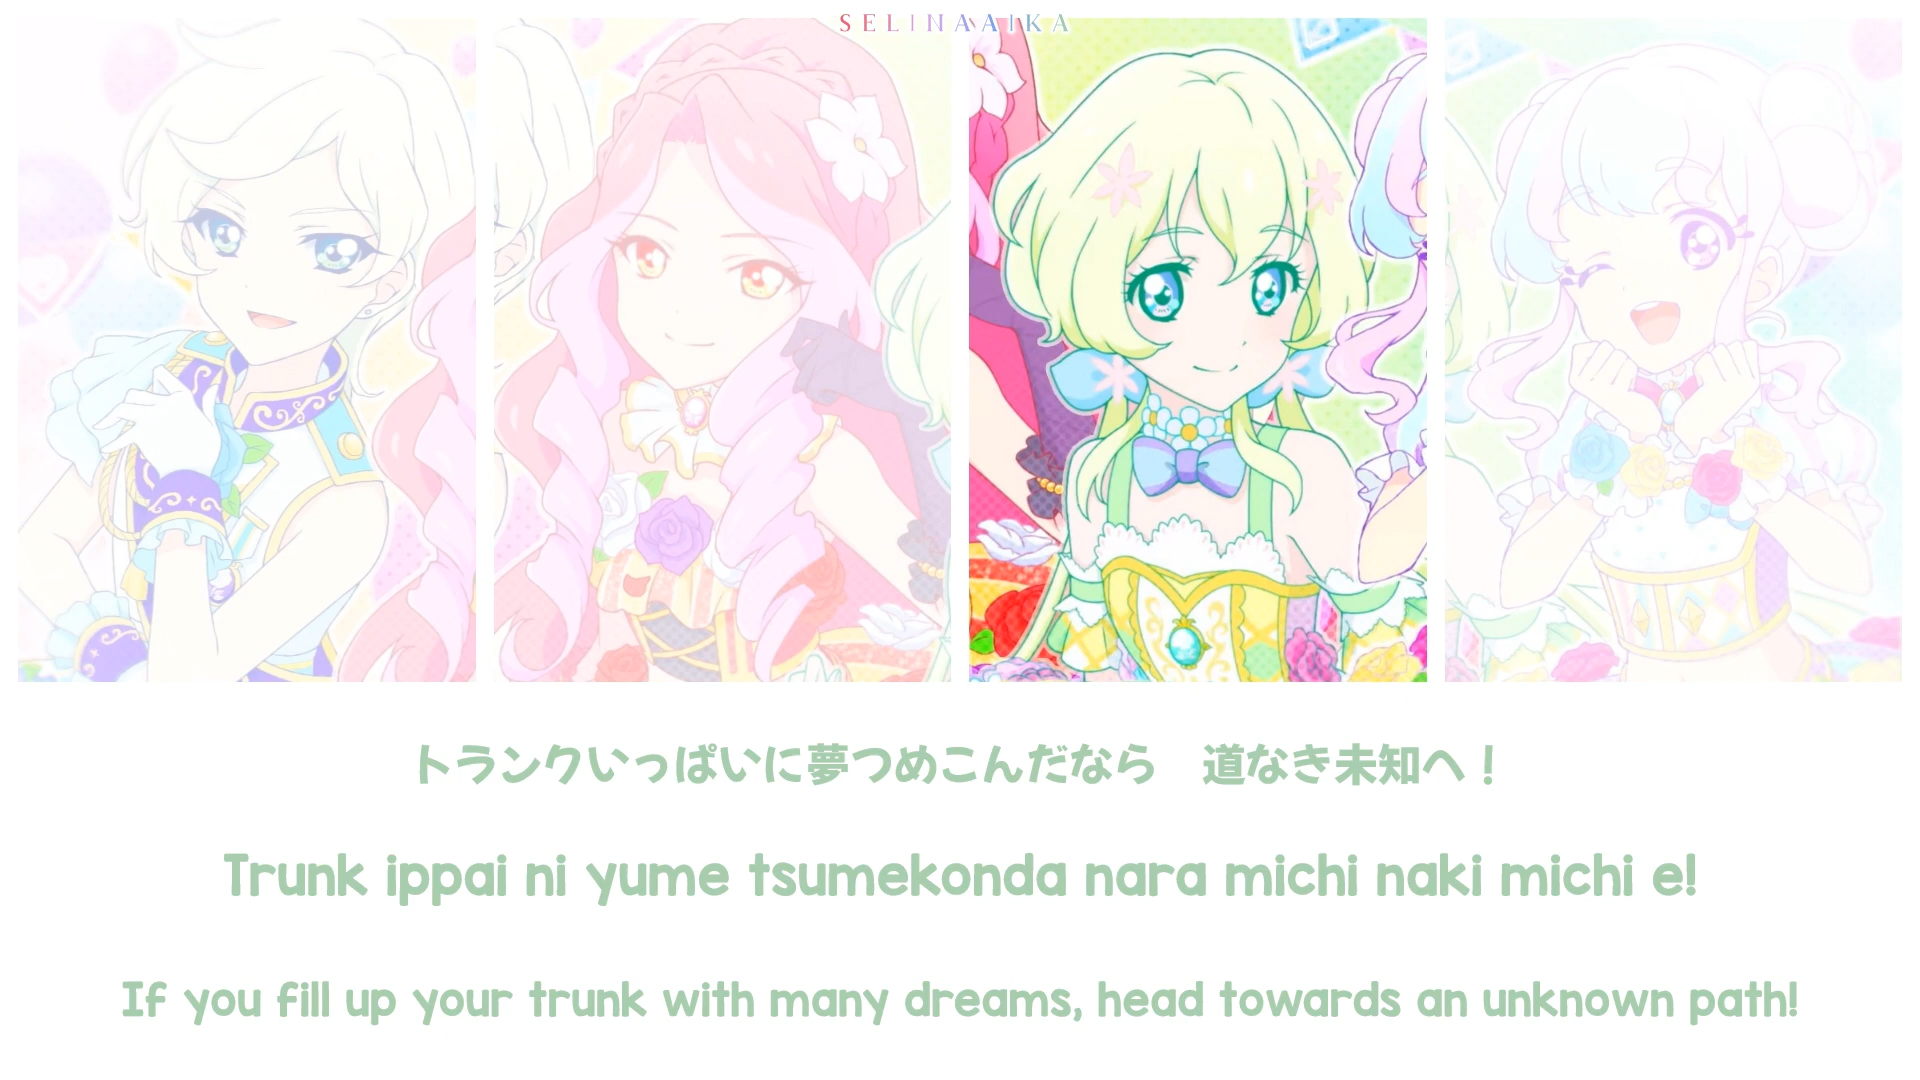 SELINAAIKA
トランクいっぱいに夢つめこんだなら　道なき未知へ！
Trunk ippai ni yume tsumekonda nara michi naki michi e!
If you fill up your trunk with many dreams, head towards an unknown path!